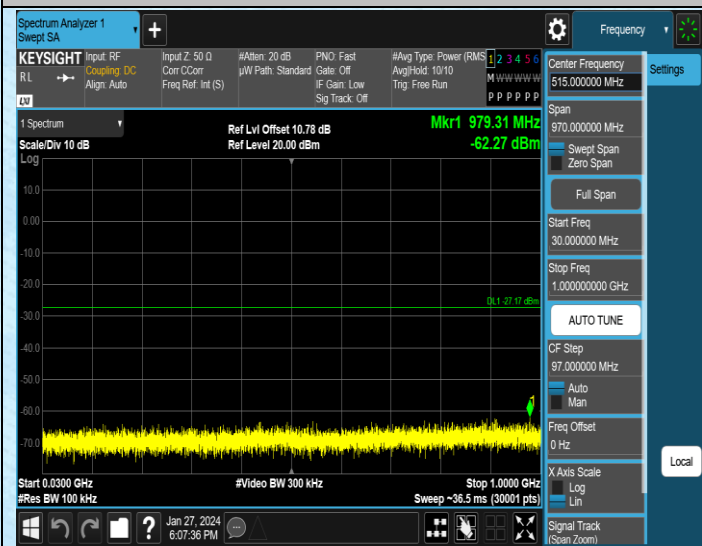 Spectrum Analyzer 1
Swept SA
+
Frequency
KEYSIGHT
RL
LXI
Input: RF
Coupling: DC
Align: Auto
Input Z: 50 Ω
Corr CCorr
Freq Ref: Int (S)
#Atten: 20 dB
µW Path: Standard
PNO: Fast
Gate: Off
IF Gain: Low
Sig Track: Off
#Avg Type: Power (RMS
Avg|Hold: 10/10
Trig: Free Run
1 2 3 4 5 6
M W W W W W
P P P P P P
1 Spectrum
Scale/Div 10 dB
Log
Ref Lvl Offset 10.78 dB
Ref Level 20.00 dBm
Mkr1 979.31 MHz
-62.27 dBm
10.0
0.00
-10.0
-20.0
-30.0
-40.0
-50.0
-60.0
-70.0
DL1 -27.17 dBm
1
Start 0.0300 GHz
#Res BW 100 kHz
#Video BW 300 kHz
Stop 1.0000 GHz
Sweep ~36.5 ms (30001 pts)
Jan 27, 2024
6:07:36 PM
?
Center Frequency
515.000000 MHz
Span
970.000000 MHz
Swept Span
Zero Span
Full Span
Start Freq
30.000000 MHz
Stop Freq
1.000000000 GHz
AUTO TUNE
CF Step
97.000000 MHz
Auto
Man
Freq Offset
0 Hz
X Axis Scale
Log
Lin
Signal Track
(Span Zoom)
Settings
Local